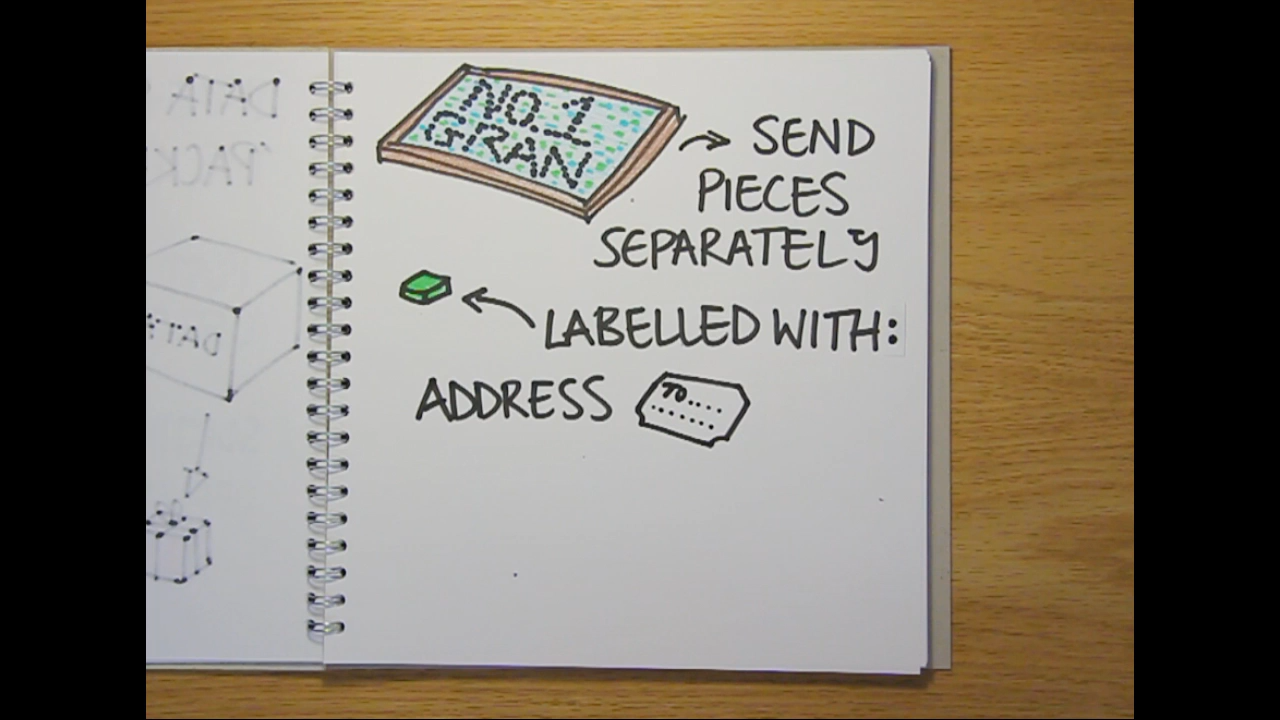 NO.1
GRAN
SEND
PIECES
SEPARATELY
LABELLED WITH:
ADDRESS
TO....